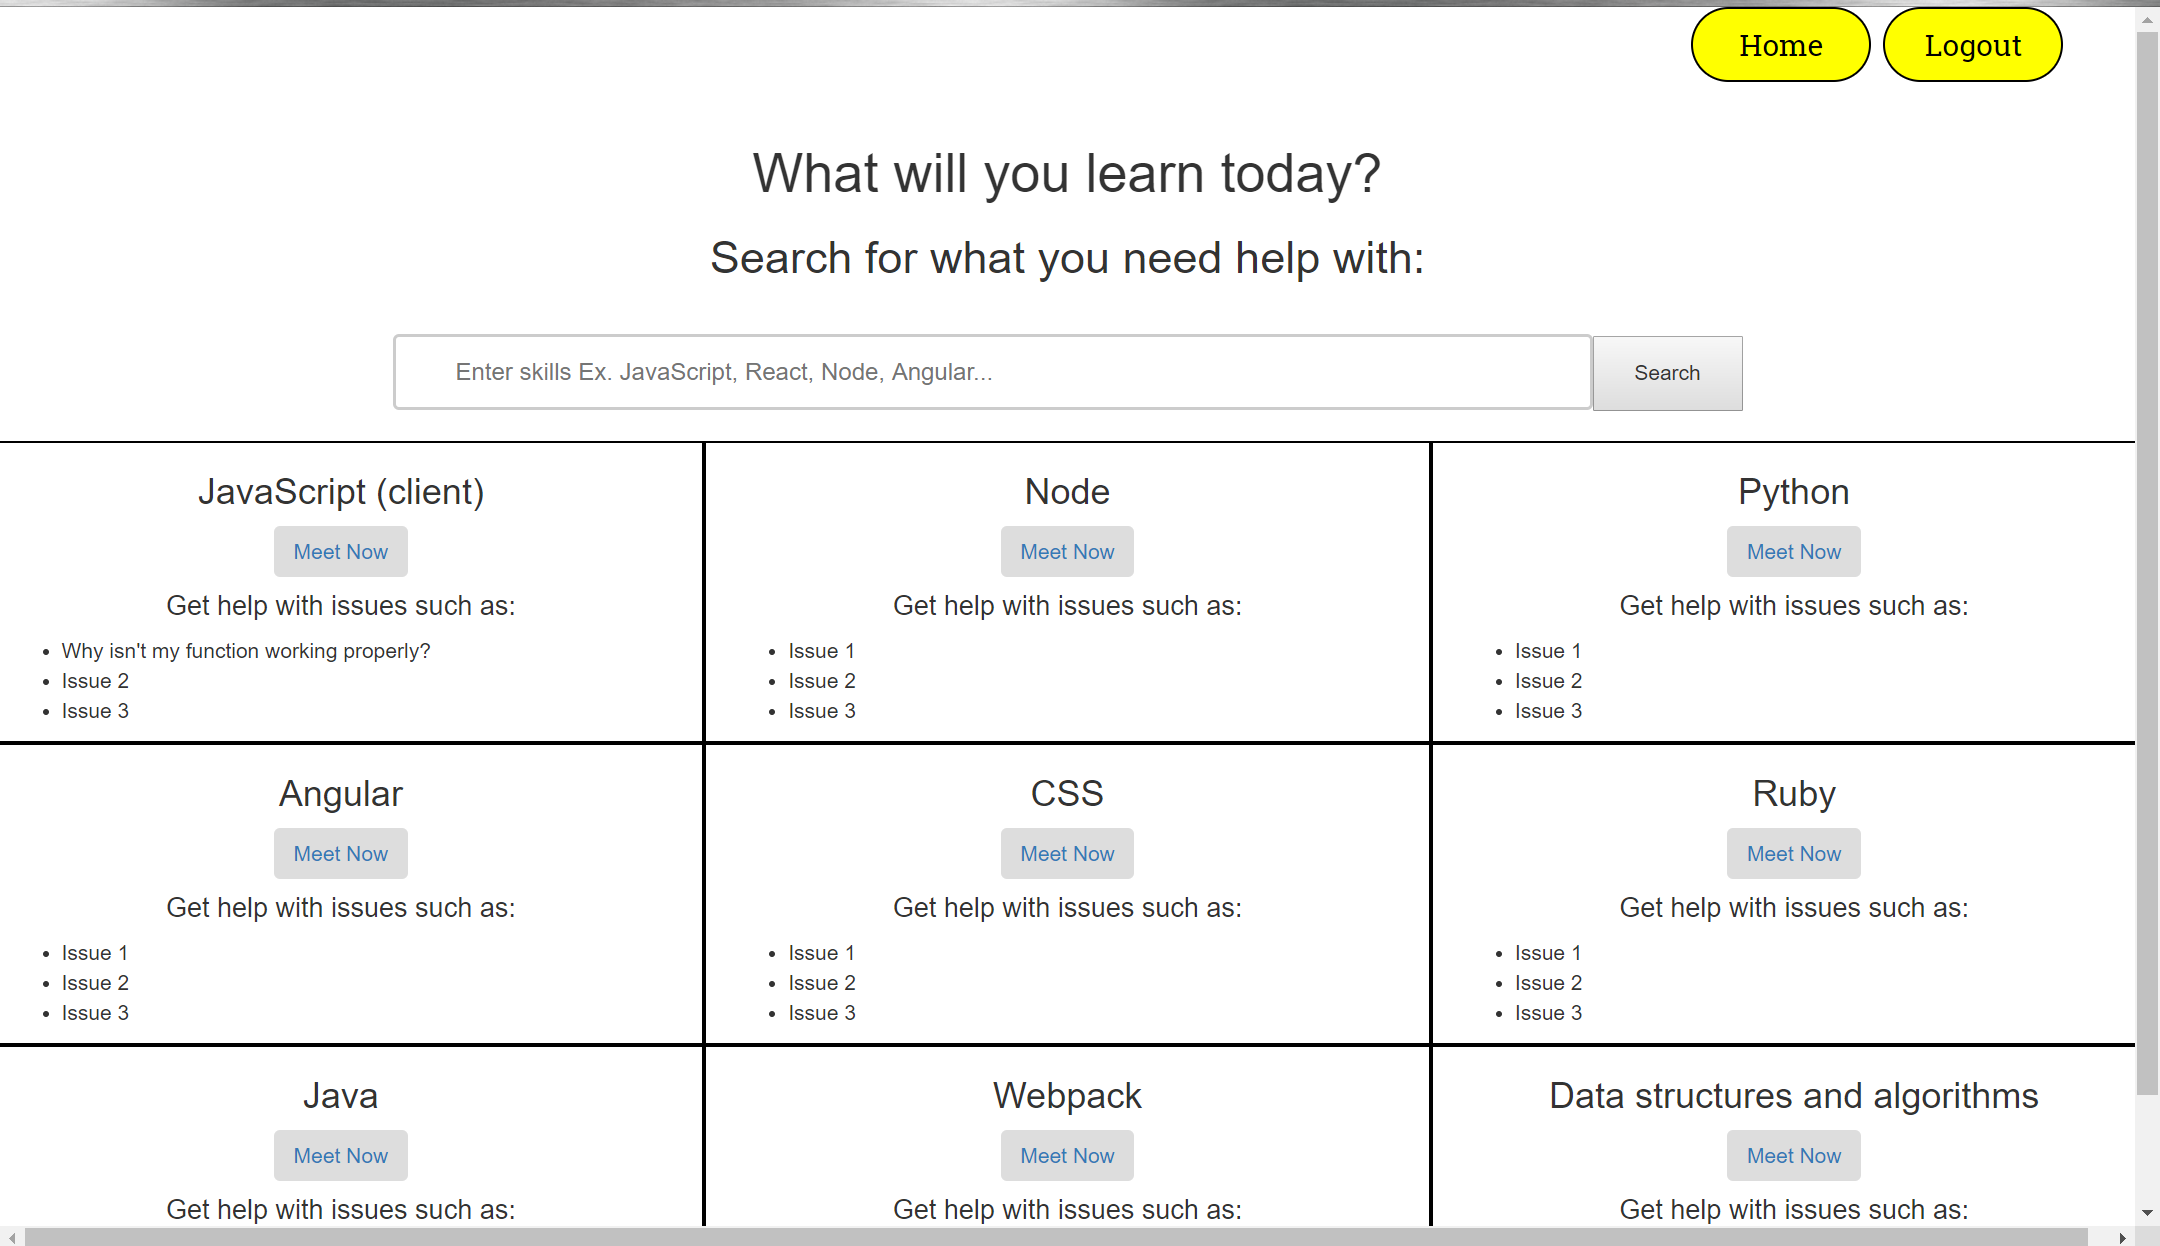 Home Logout
What will you learn today?
Search for what you need help with:
Enter skills Ex. JavaScript, React, Node, Angular...
Search
JavaScript (client)
Meet Now
Get help with issues such as:
Why isn't my function working properly?
Issue 2
Issue 3
Node
Meet Now
Get help with issues such as:
Issue 1
Issue 2
Issue 3
Python
Meet Now
Get help with issues such as:
Issue 1
Issue 2
Issue 3
Angular
Meet Now
Get help with issues such as:
Issue 1
Issue 2
Issue 3
CSS
Meet Now
Get help with issues such as:
Issue 1
Issue 2
Issue 3
Ruby
Meet Now
Get help with issues such as:
Issue 1
Issue 2
Issue 3
Java
Meet Now
Get help with issues such as:
Webpack
Meet Now
Get help with issues such as:
Data structures and algorithms
Meet Now
Get help with issues such as: